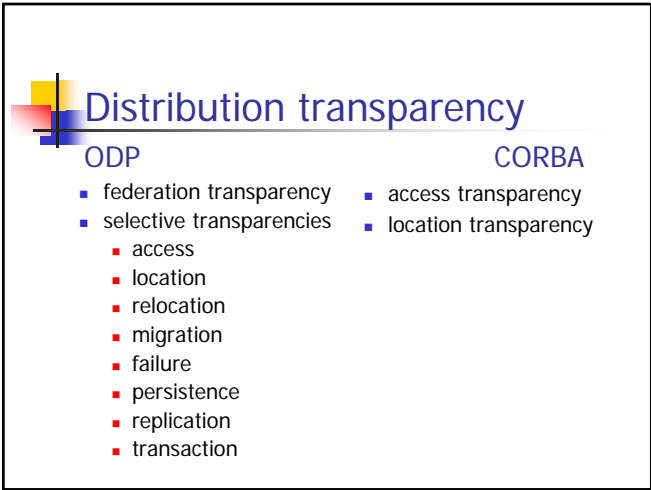 Distribution transparency
ODP
federation transparency
selective transparencies
access
location
relocation
migration
failure
persistence
replication
transaction
CORBA
access transparency
location transparency